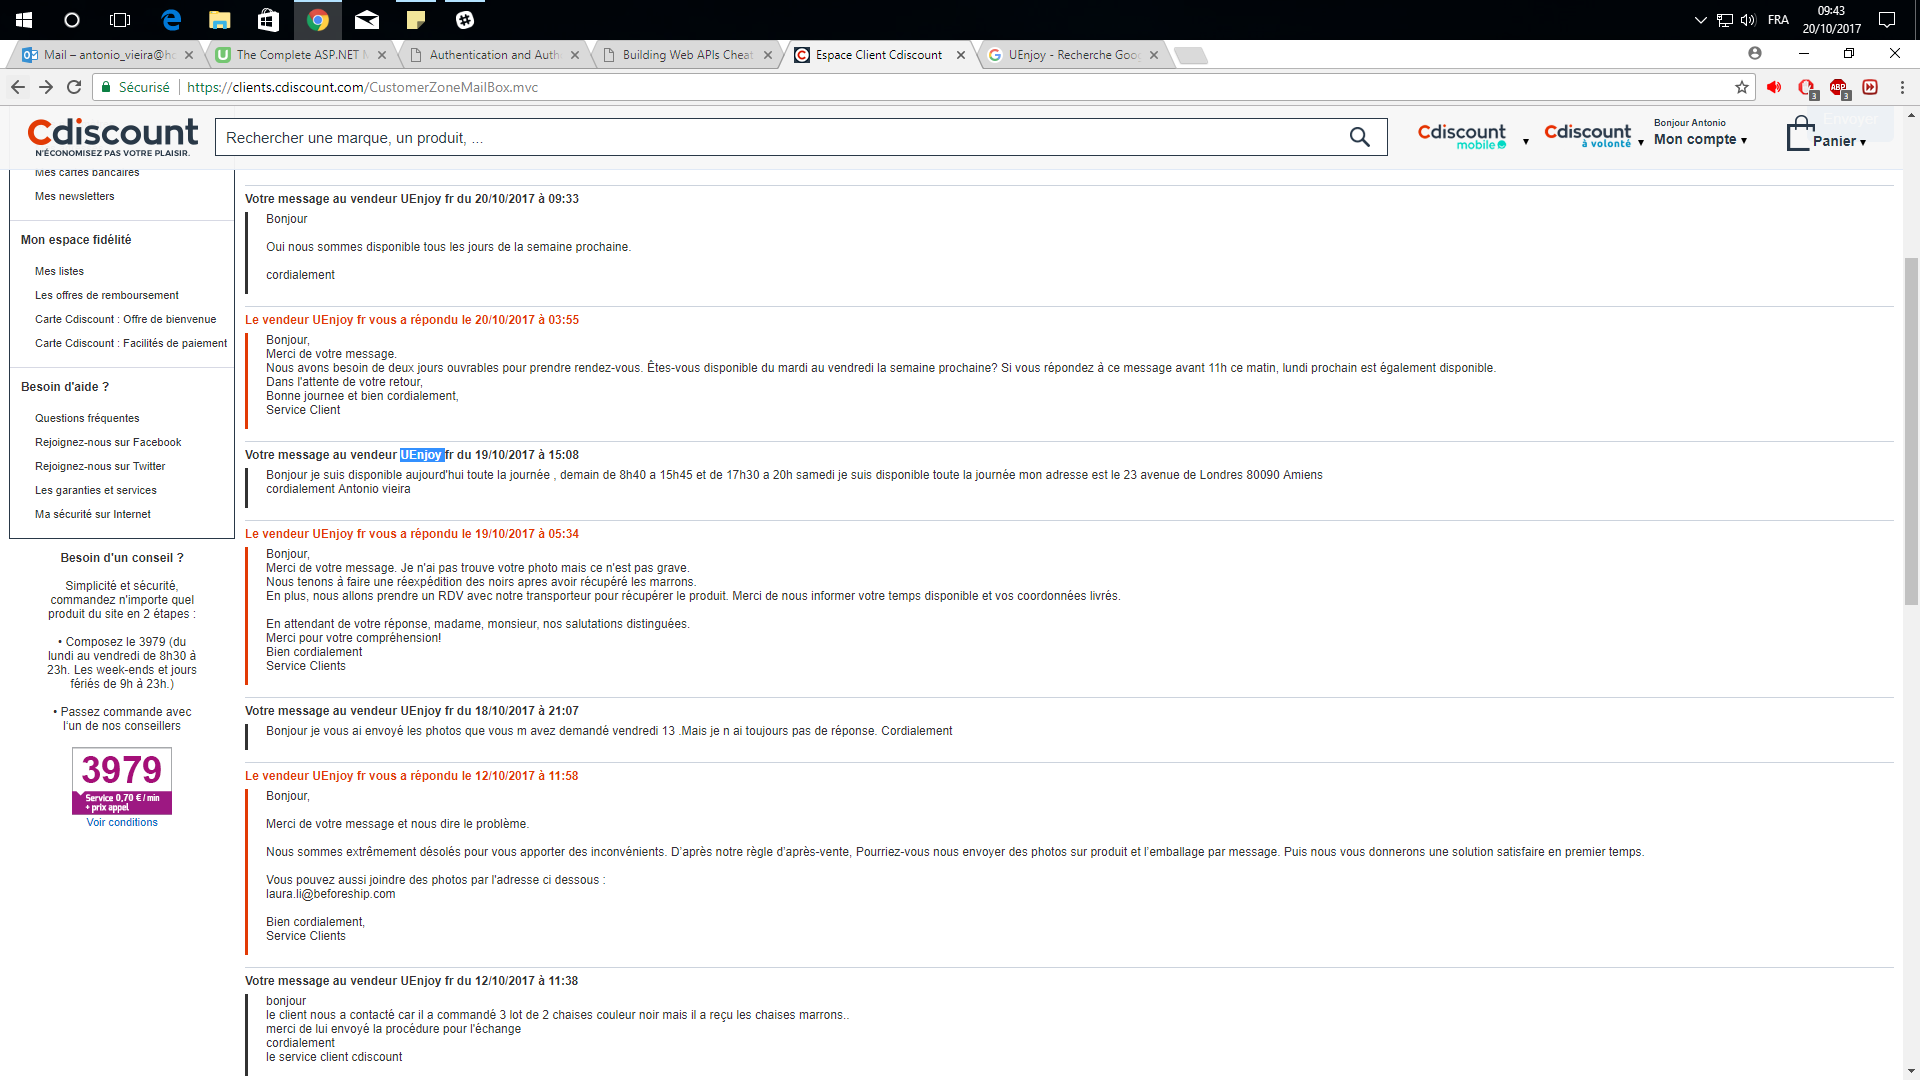 FRA
09:43
20/10/2017
Mail – antonio_vieira@ho
The Complete ASP.NET M
Authentication and Auth
Building Web APIs Cheat
Espace Client Cdiscount
UEnjoy - Recherche Goog
Sécurisé
https://clients.cdiscount.com/CustomerZoneMailBox.mvc
3
ABP
3
Cdiscount
N'ÉCONOMISEZ PAS VOTRE PLAISIR.
Rechercher une marque, un produit, ...
Cdiscount
mobile
Cdiscount
à volonté
Bonjour Antonio
Mon compte
Envoyer
Panier
Mes cartes bancaires
Mes newsletters
Mon espace fidélité
Mes listes
Les offres de remboursement
Carte Cdiscount : Offre de bienvenue
Carte Cdiscount : Facilités de paiement
Besoin d'aide ?
Questions fréquentes
Rejoignez-nous sur Facebook
Rejoignez-nous sur Twitter
Les garanties et services
Ma sécurité sur Internet
Besoin d'un conseil ?
Simplicité et sécurité,
commandez n'importe quel
produit du site en 2 étapes :
• Composez le 3979 (du
lundi au vendredi de 8h30 à
23h. Les week-ends et jours
fériés de 9h à 23h.)
• Passez commande avec
l'un de nos conseillers
3979
Service 0,70 € / min
+ prix appel
Voir conditions
Votre message au vendeur UEnjoy fr du 20/10/2017 à 09:33
Bonjour
Oui nous sommes disponible tous les jours de la semaine prochaine.
cordialement
Le vendeur UEnjoy fr vous a répondu le 20/10/2017 à 03:55
Bonjour,
Merci de votre message.
Nous avons besoin de deux jours ouvrables pour prendre rendez-vous. Êtes-vous disponible du mardi au vendredi la semaine prochaine? Si vous répondez à ce message avant 11h ce matin, lundi prochain est également disponible.
Dans l'attente de votre retour,
Bonne journee et bien cordialement,
Service Client
Votre message au vendeur UEnjoy fr du 19/10/2017 à 15:08
Bonjour je suis disponible aujourd'hui toute la journée , demain de 8h40 a 15h45 et de 17h30 a 20h samedi je suis disponible toute la journée mon adresse est le 23 avenue de Londres 80090 Amiens
cordialement Antonio vieira
Le vendeur UEnjoy fr vous a répondu le 19/10/2017 à 05:34
Bonjour,
Merci de votre message. Je n'ai pas trouve votre photo mais ce n'est pas grave.
Nous tenons à faire une réexpédition des noirs apres avoir récupéré les marrons.
En plus, nous allons prendre un RDV avec notre transporteur pour récupérer le produit. Merci de nous informer votre temps disponible et vos coordonnées livrés.
En attendant de votre réponse, madame, monsieur, nos salutations distinguées.
Merci pour votre compréhension!
Bien cordialement
Service Clients
Votre message au vendeur UEnjoy fr du 18/10/2017 à 21:07
Bonjour je vous ai envoyé les photos que vous m avez demandé vendredi 13 .Mais je n ai toujours pas de réponse. Cordialement
Le vendeur UEnjoy fr vous a répondu le 12/10/2017 à 11:58
Bonjour,
Merci de votre message et nous dire le problème.
Nous sommes extrêmement désolés pour vous apporter des inconvénients. D'après notre règle d'après-vente, Pourriez-vous nous envoyer des photos sur produit et l'emballage par message. Puis nous vous donnerons une solution satisfaire en premier temps.
Vous pouvez aussi joindre des photos par l'adresse ci dessous :
laura.li@beforeship.com
Bien cordialement,
Service Clients
Votre message au vendeur UEnjoy fr du 12/10/2017 à 11:38
bonjour
le client nous a contacté car il a commandé 3 lot de 2 chaises couleur noir mais il a reçu les chaises marrons..
merci de lui envoyé la procédure pour l'échange
cordialement
le service client cdiscount